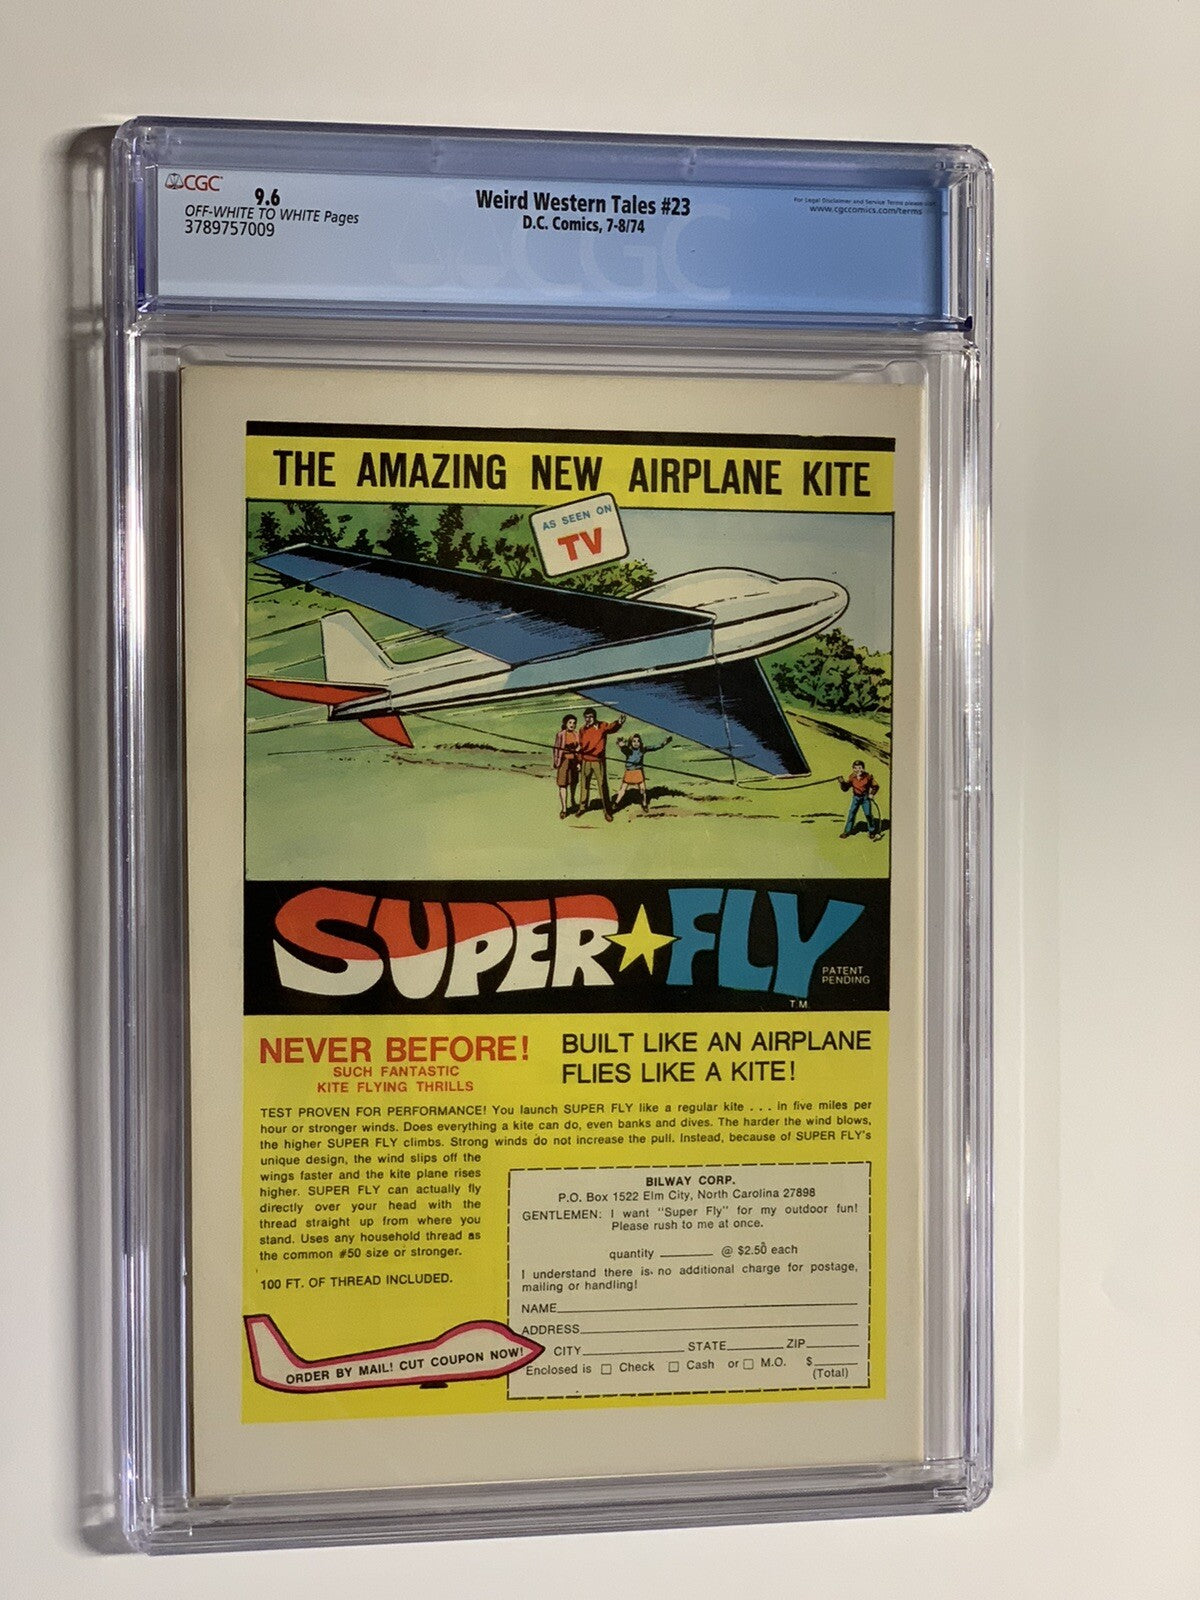 CGC
9.6
OFF-WHITE TO WHITE Pages
3789757009
Weird Western Tales #23
D.C. Comics, 7-8/74
For Legal Disclaimer and Service Terms please visit
www.cgccomics.com/terms
CGC
THE AMAZING NEW AIRPLANE KITE
AS SEEN ON
TV
SUPER FLY
PATENT
PENDING
T.M.
NEVER BEFORE!
SUCH FANTASTIC
KITE FLYING THRILLS
BUILT LIKE AN AIRPLANE
FLIES LIKE A KITE!
TEST PROVEN FOR PERFORMANCE! You launch SUPER FLY like a regular kite . . . in five miles per
hour or stronger winds. Does everything a kite can do, even banks and dives. The harder the wind blows,
the higher SUPER FLY climbs. Strong winds do not increase the pull. Instead, because of SUPER FLY's
unique design, the wind slips off the
wings faster and the kite plane rises
higher. SUPER FLY can actually fly
directly over your head with the
thread straight up from where you
stand. Uses any household thread as
the common #50 size or stronger.
100 FT. OF THREAD INCLUDED.
ORDER BY MAIL! CUT COUPON NOW!
BILWAY CORP.
P.O. Box 1522 Elm City, North Carolina 27898
GENTLEMEN: I want "Super Fly" for my outdoor fun!
Please rush to me at once.
quantity ________ @ $2.50 each
I understand there is no additional charge for postage,
mailing or handling!
NAME
ADDRESS
CITY STATE ZIP
Enclosed is □ Check □ Cash or □ M.O. $
(Total)